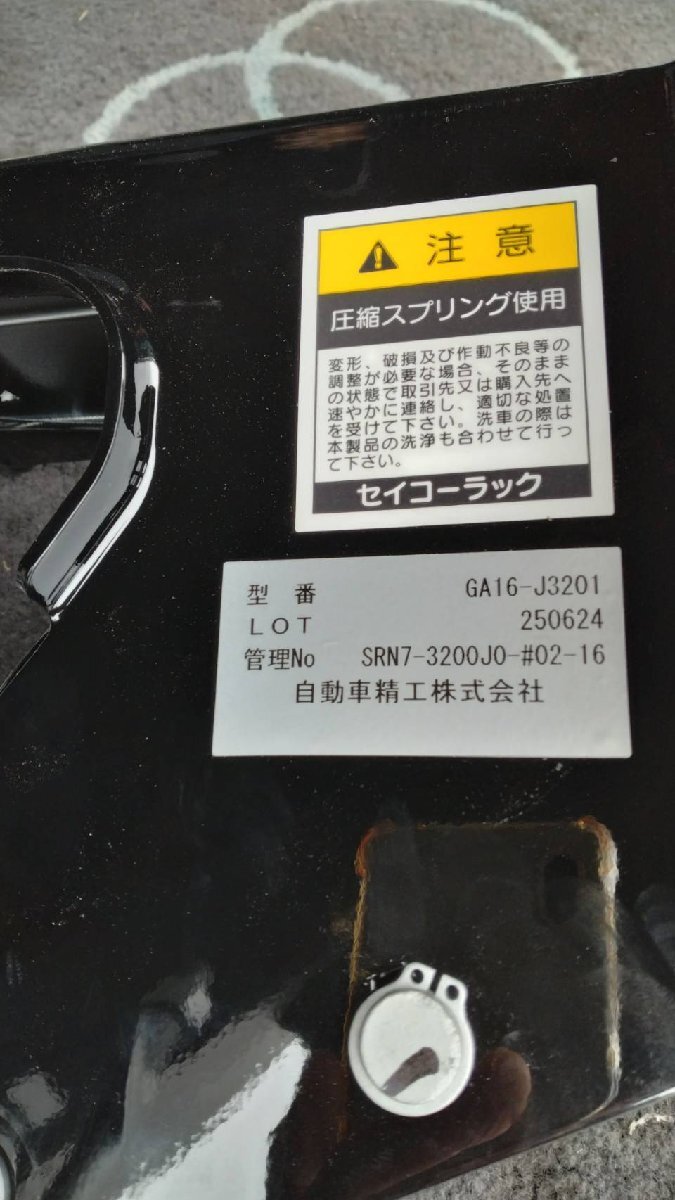 注意
圧縮スプリング使用
変形、破損及び作動不良等の
調整が必要な場合、そのまま
の状態で取引先又は購入先へ
速やかに連絡し、適切な処置
を受けて下さい。洗車の際は
本製品の洗浄も合わせて行っ
て下さい。
セイコーラック
型番 GA16-J3201
LOT 250624
管理No SRN7-3200J0-#02-16
自動車精工株式会社